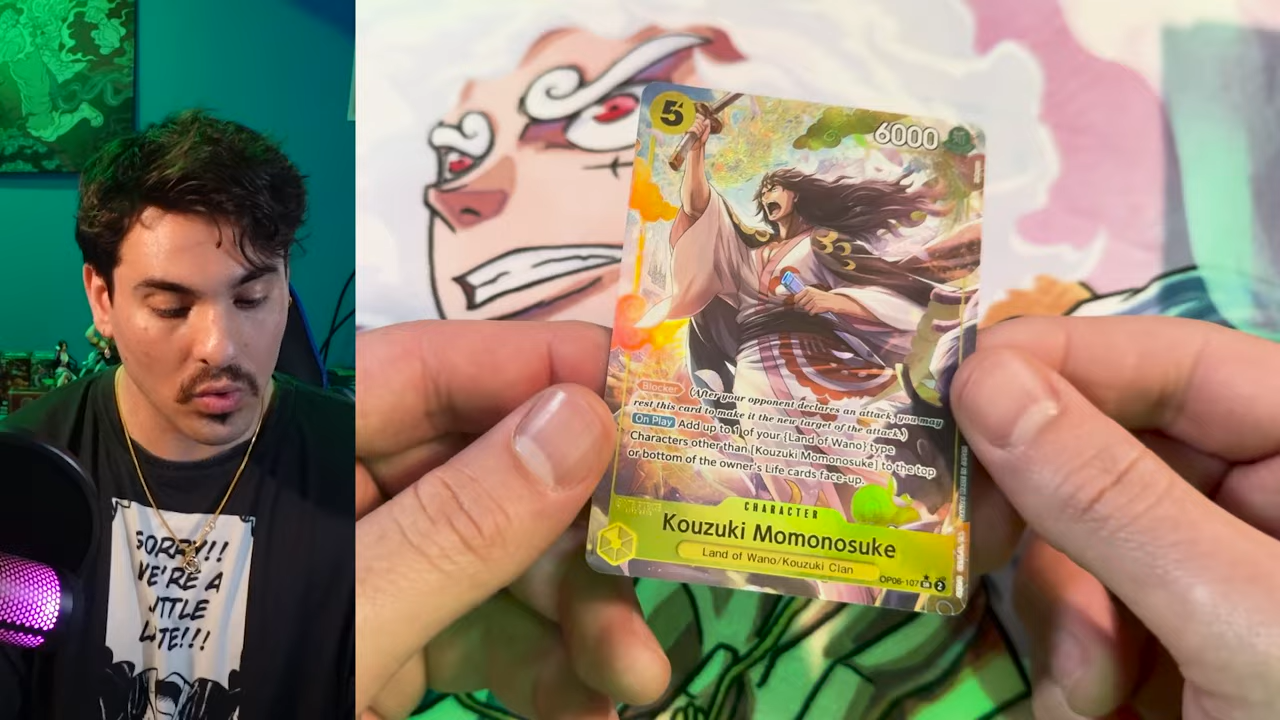 SORRY!!
WE'RE A
LITTLE
LATE!!!
5
6000
Blocker (After your opponent declares an attack, you may
rest this card to make it the new target of the attack.)
On Play Add up to 1 of your {Land of Wano} type
Characters other than [Kouzuki Momonosuke] to the top
or bottom of the owner's Life cards face-up.
CHARACTER
Kouzuki Momonosuke
Land of Wano/Kouzuki Clan
OP06-107 SR 2